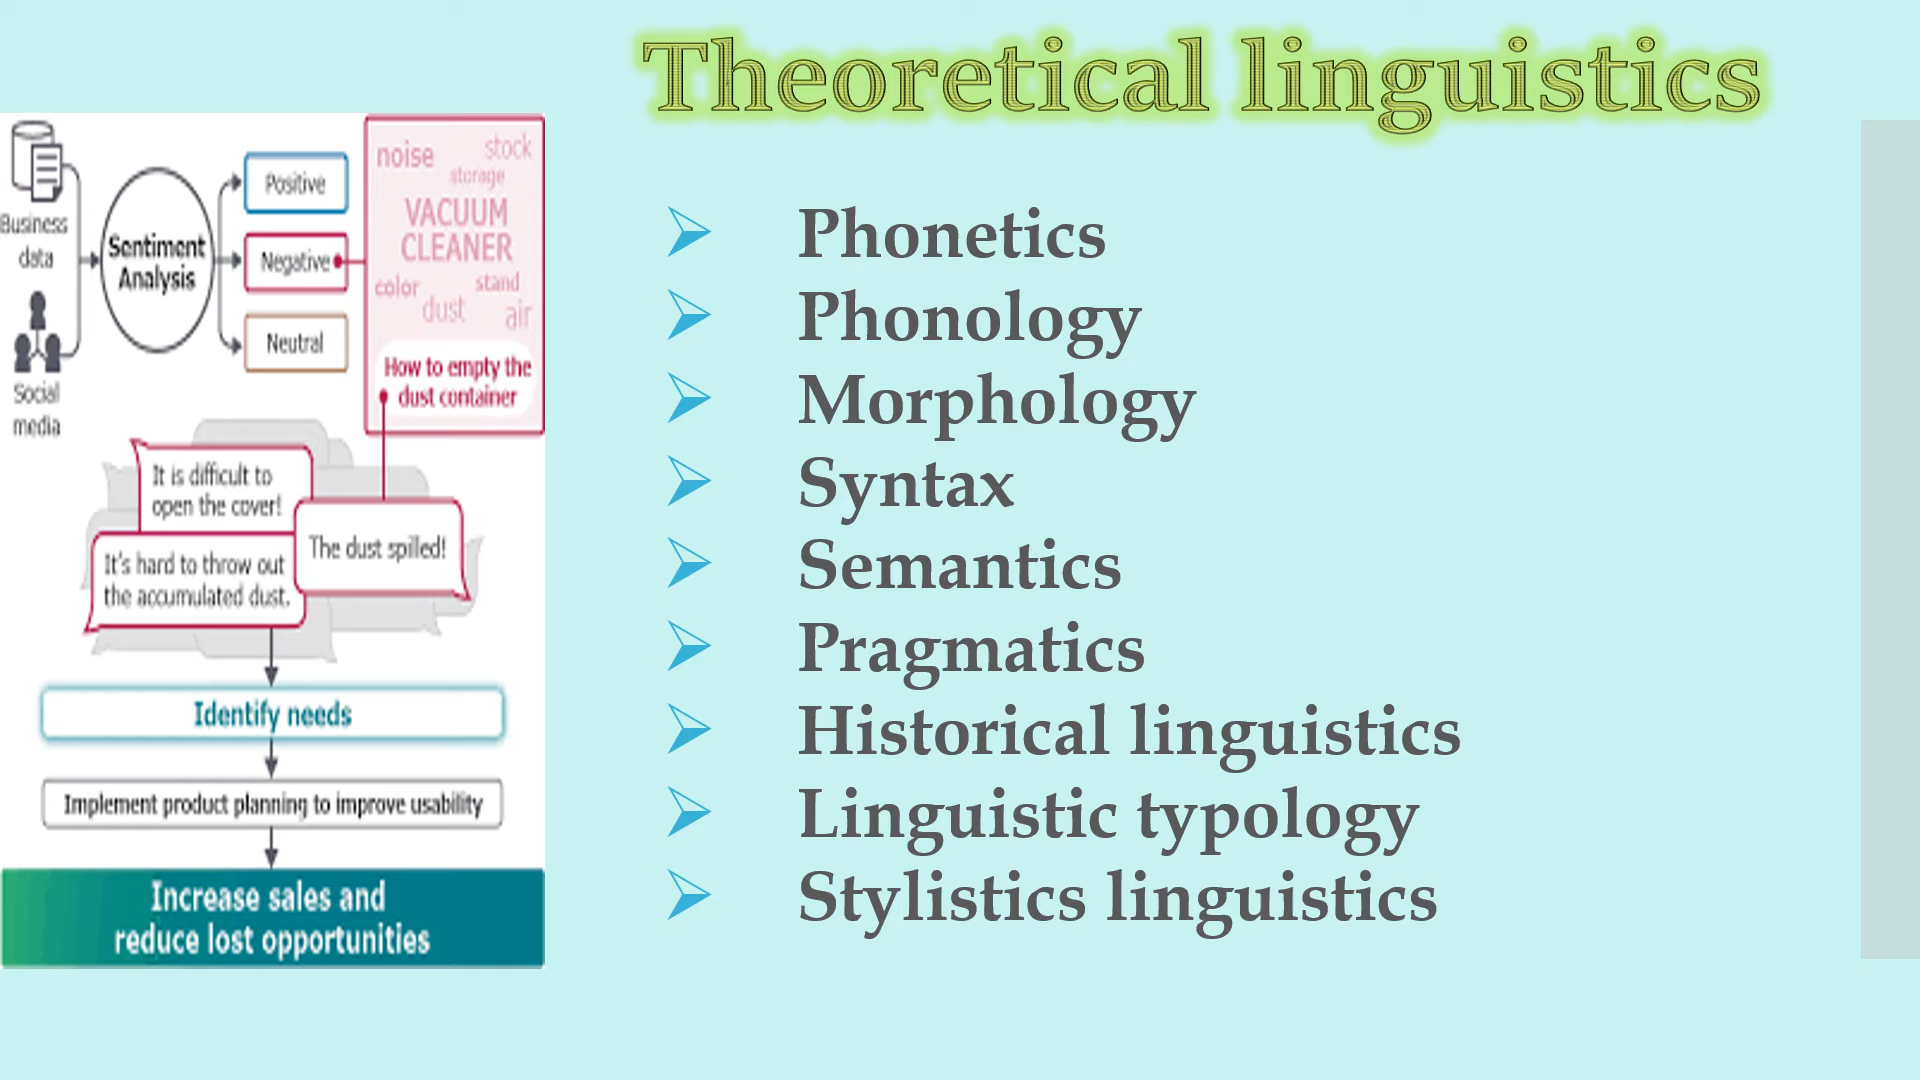 Theoretical linguistics
Business
data
Social
media
Sentiment
Analysis
Positive
Negative
Neutral
noise
stock
storage
VACUUM
CLEANER
color
stand
dust
air
How to empty the
dust container
It is difficult to
open the cover!
The dust spilled!
It's hard to throw out
the accumulated dust.
Identify needs
Implement product planning to improve usability
Increase sales and
reduce lost opportunities
Phonetics
Phonology
Morphology
Syntax
Semantics
Pragmatics
Historical linguistics
Linguistic typology
Stylistics linguistics